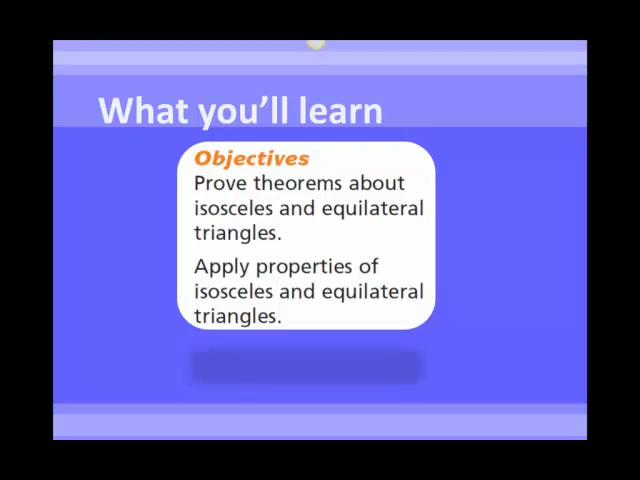 What you’ll learn
Objectives
Prove theorems about
isosceles and equilateral
triangles.
Apply properties of
isosceles and equilateral
triangles.